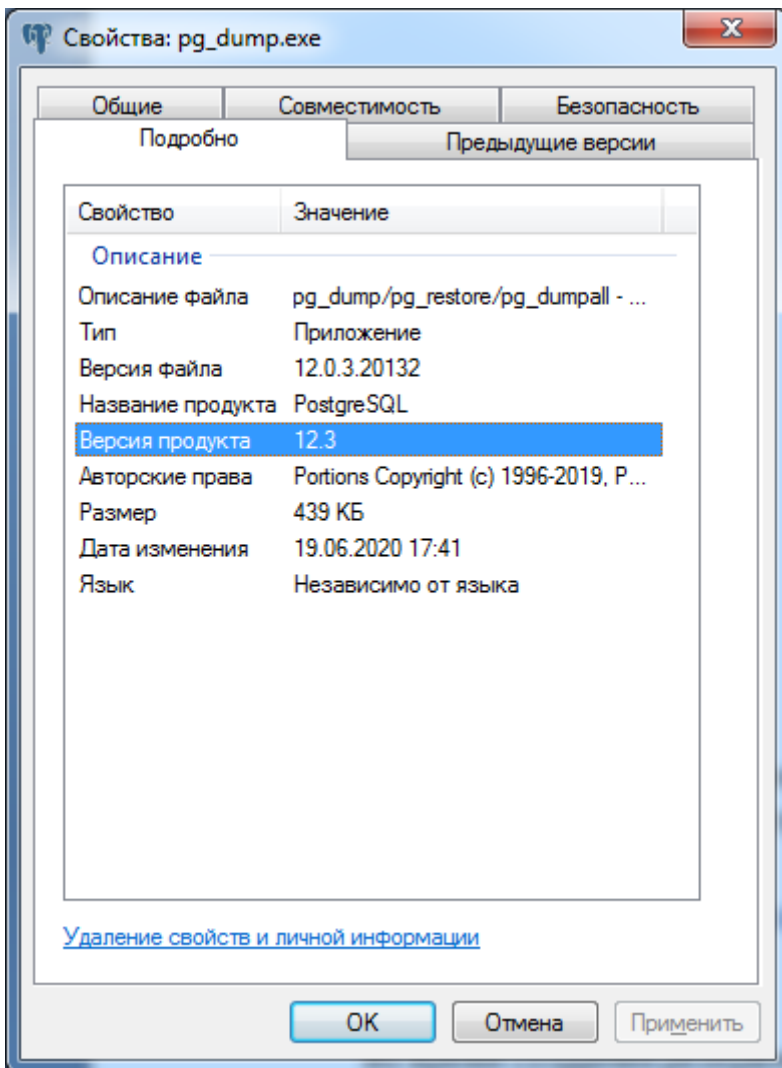 Свойства: pg_dump.exe
Общие Совместимость Безопасность
Подробно Предыдущие версии
Свойство Значение
Описание
Описание файла pg_dump/pg_restore/pg_dumpall - ...
Тип Приложение
Версия файла 12.0.3.20132
Название продукта PostgreSQL
Версия продукта 12.3
Авторские права Portions Copyright (c) 1996-2019, P...
Размер 439 КБ
Дата изменения 19.06.2020 17:41
Язык Независимо от языка
Удаление свойств и личной информации
OK Отмена Применить